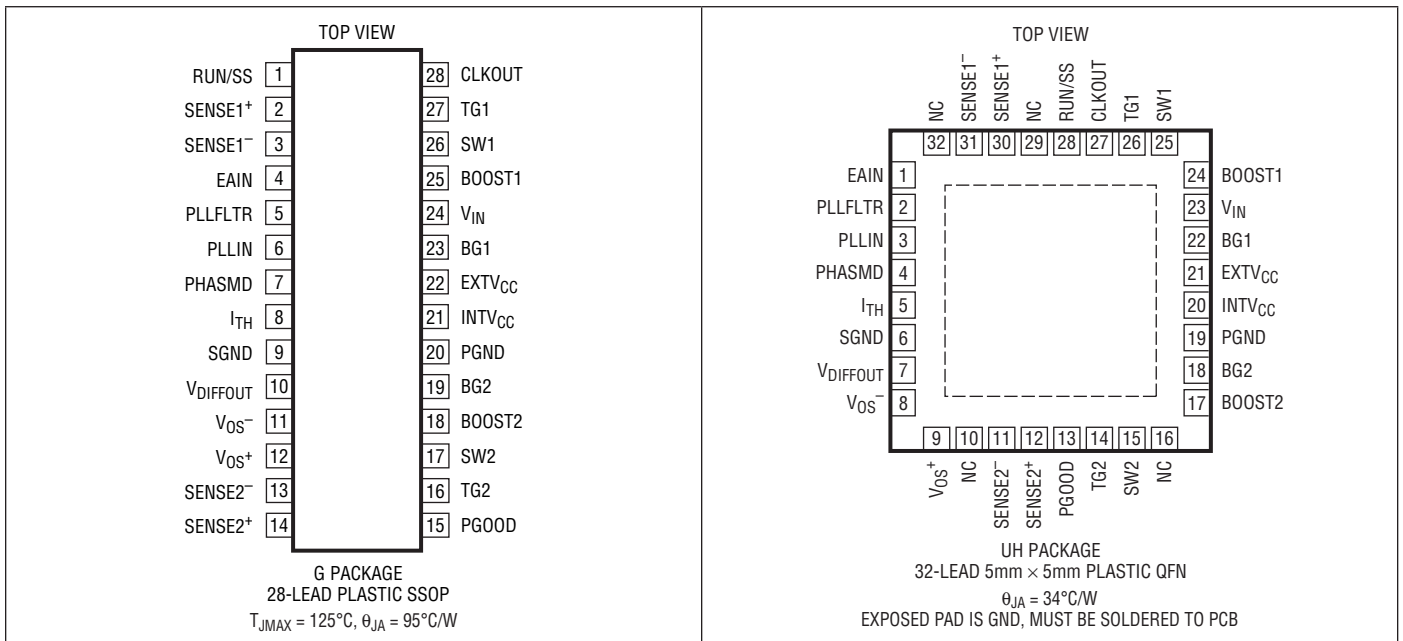 TOP VIEW
RUN/SS 1
SENSE1+ 2
SENSE1– 3
EAIN 4
PLLFLTR 5
PLLIN 6
PHASMD 7
ITH 8
SGND 9
VDIFFOUT 10
VOS– 11
VOS+ 12
SENSE2– 13
SENSE2+ 14
28 CLKOUT
27 TG1
26 SW1
25 BOOST1
24 VIN
23 BG1
22 EXTVCC
21 INTVCC
20 PGND
19 BG2
18 BOOST2
17 SW2
16 TG2
15 PGOOD
G PACKAGE
28-LEAD PLASTIC SSOP
TJMAX = 125°C, θJA = 95°C/W
TOP VIEW
NC SENSE1– SENSE1+ NC RUN/SS CLKOUT TG1 SW1
32 31 30 29 28 27 26 25
EAIN 1
PLLFLTR 2
PLLIN 3
PHASMD 4
ITH 5
SGND 6
VDIFFOUT 7
VOS– 8
24 BOOST1
23 VIN
22 BG1
21 EXTVCC
20 INTVCC
19 PGND
18 BG2
17 BOOST2
9 10 11 12 13 14 15 16
VOS+ NC SENSE2– SENSE2+ PGOOD TG2 SW2 NC
UH PACKAGE
32-LEAD 5mm × 5mm PLASTIC QFN
θJA = 34°C/W
EXPOSED PAD IS GND, MUST BE SOLDERED TO PCB